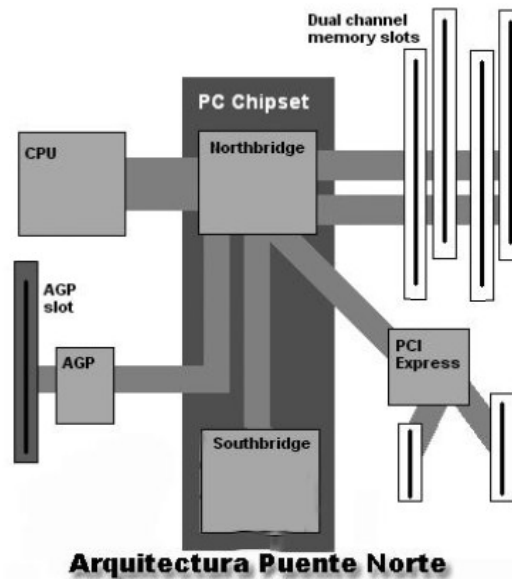 Dual channel
memory slots
PC Chipset
CPU
Northbridge
AGP
slot
AGP
PCI
Express
Southbridge
Arquitectura Puente Norte